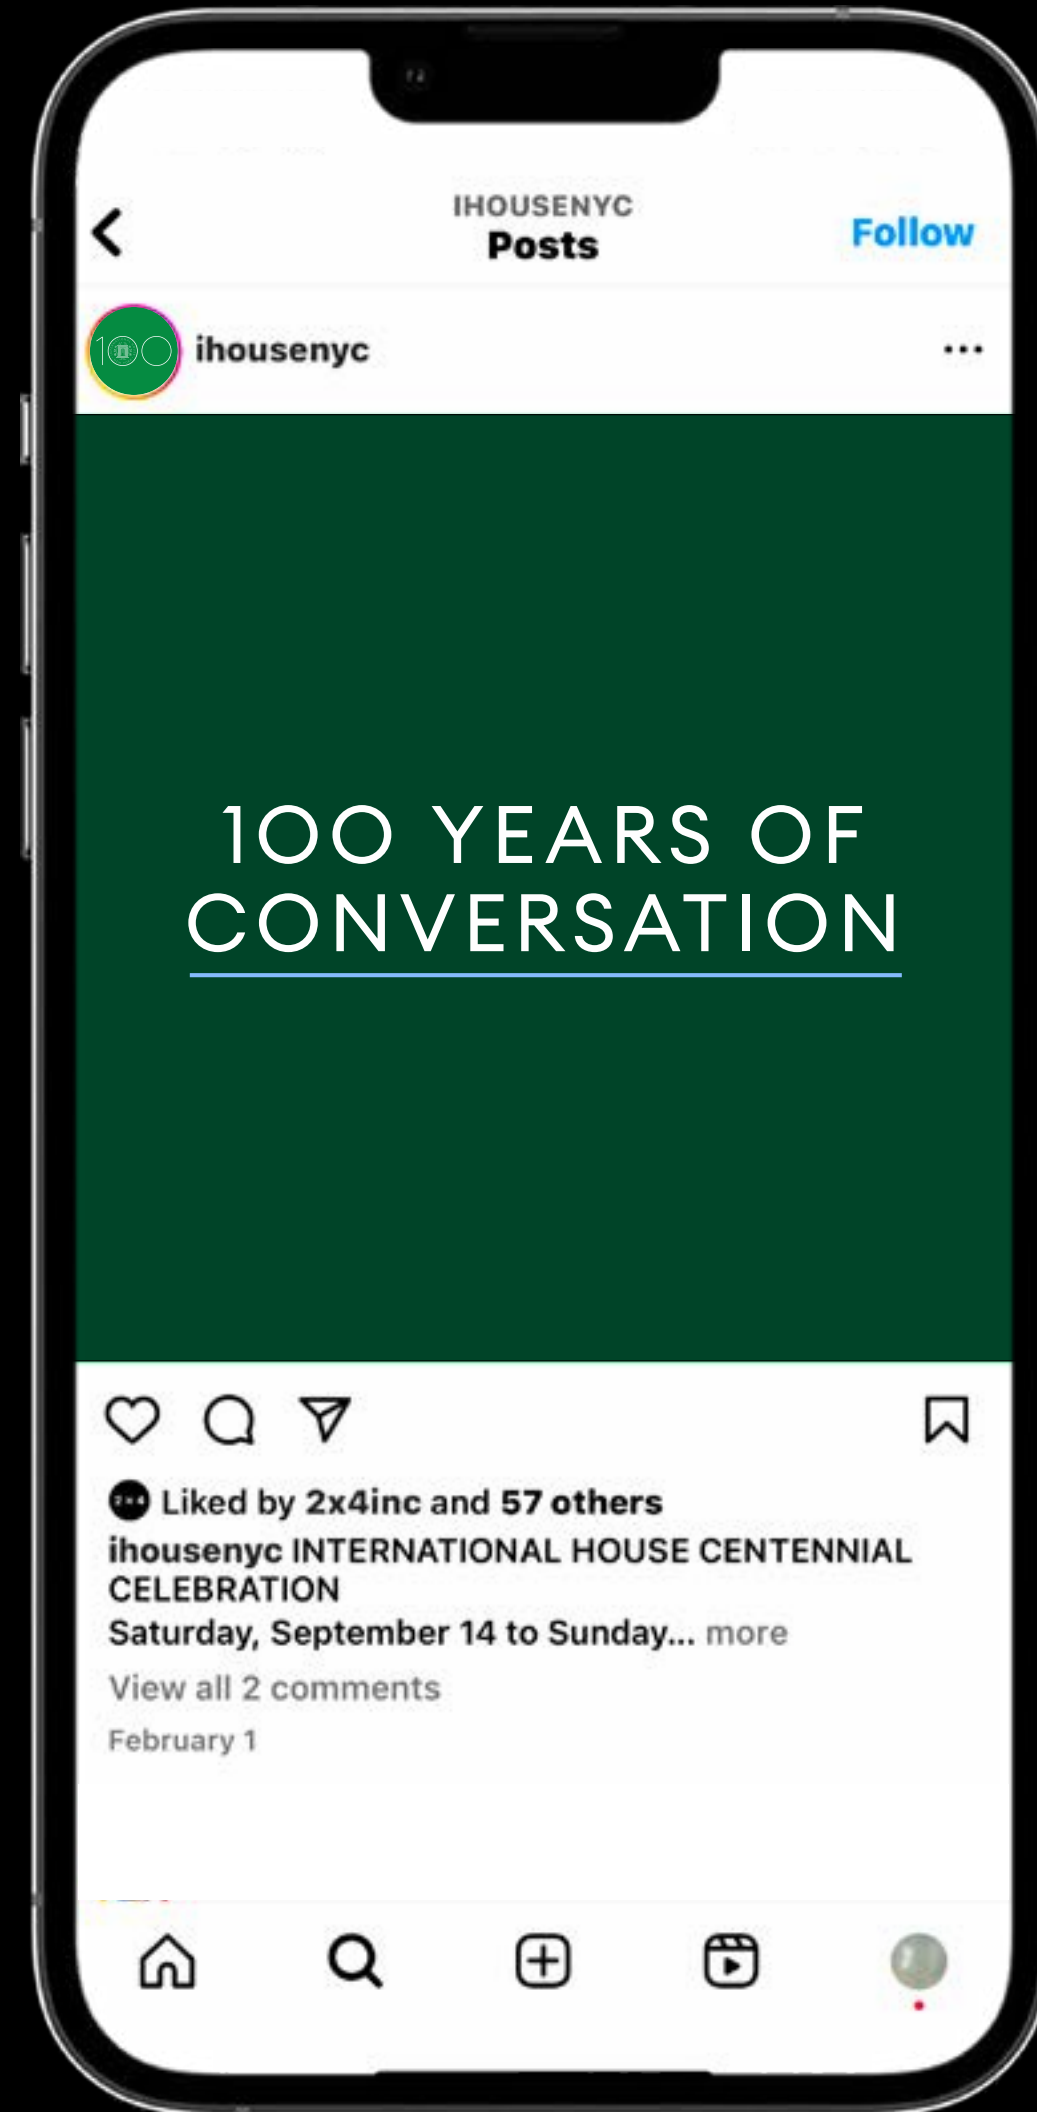 IHOUSENYC
Posts
Follow
100
ihousenyc
100 YEARS OF
CONVERSATION
Liked by 2x4inc and 57 others
ihousenyc INTERNATIONAL HOUSE CENTENNIAL
CELEBRATION
Saturday, September 14 to Sunday... more
View all 2 comments
February 1